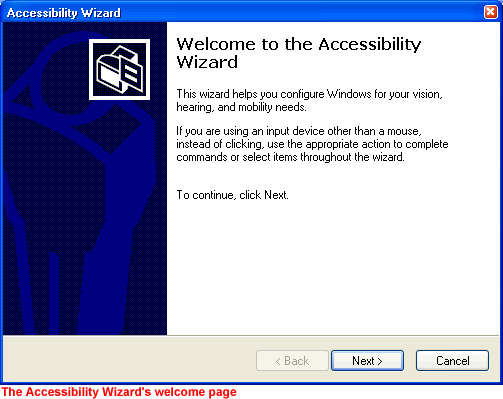 Accessibility Wizard
Welcome to the Accessibility
Wizard
This wizard helps you configure Windows for your vision,
hearing, and mobility needs.
If you are using an input device other than a mouse,
instead of clicking, use the appropriate action to complete
commands or select items throughout the wizard.
To continue, click Next.
< Back
Next >
Cancel
The Accessibility Wizard's welcome page